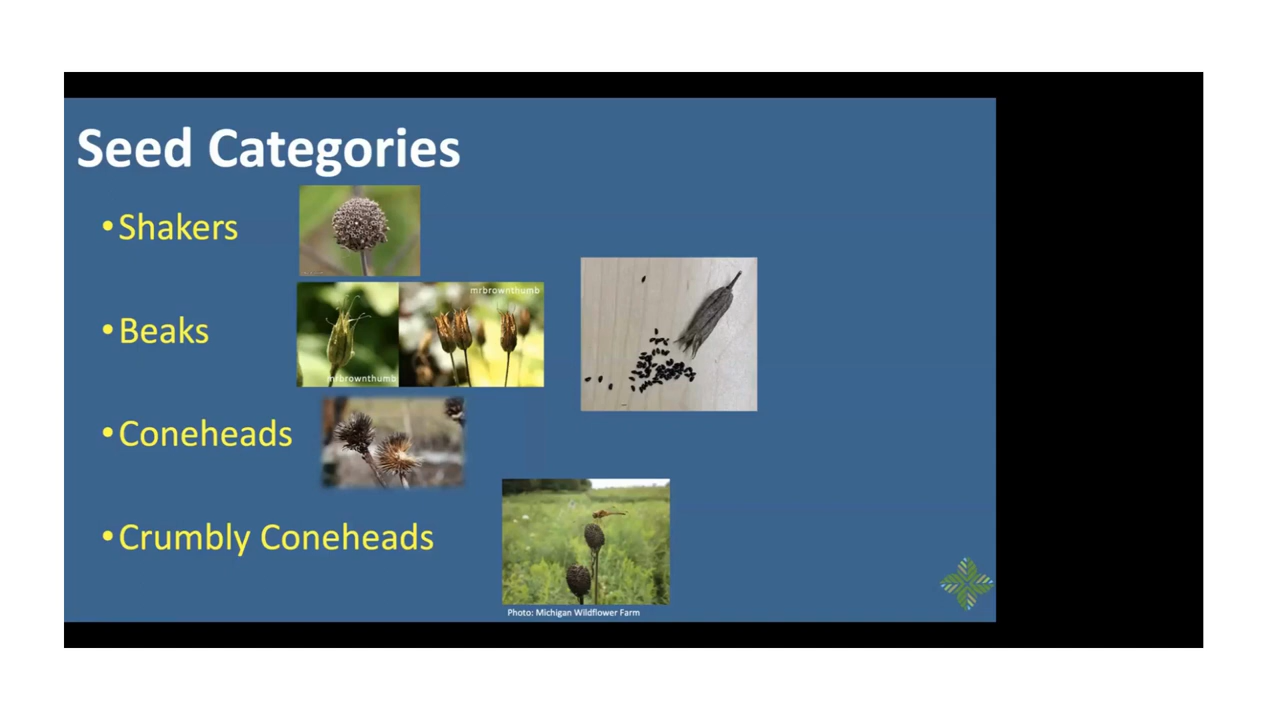 Seed Categories
•Shakers
mrbrownthumb
•Beaks
mrbrownthumb
•Coneheads
•Crumbly Coneheads
Photo: Michigan Wildflower Farm